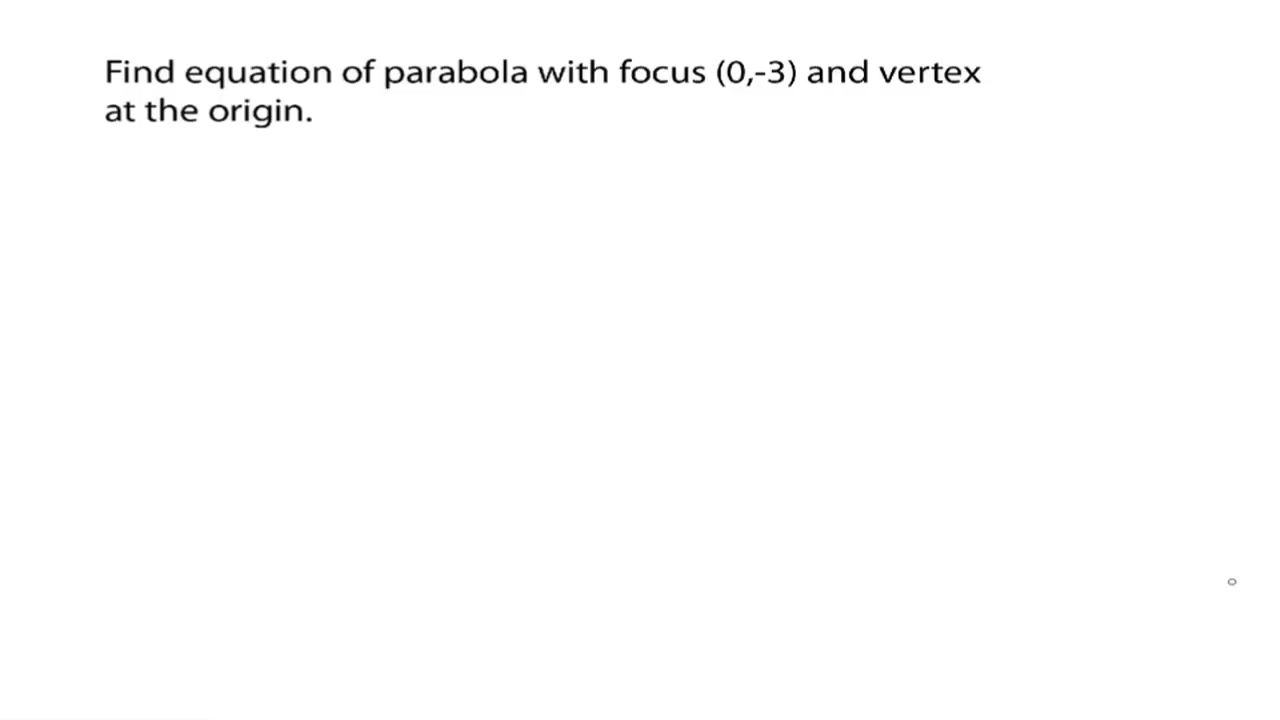 Find equation of parabola with focus (0,-3) and vertex
at the origin.